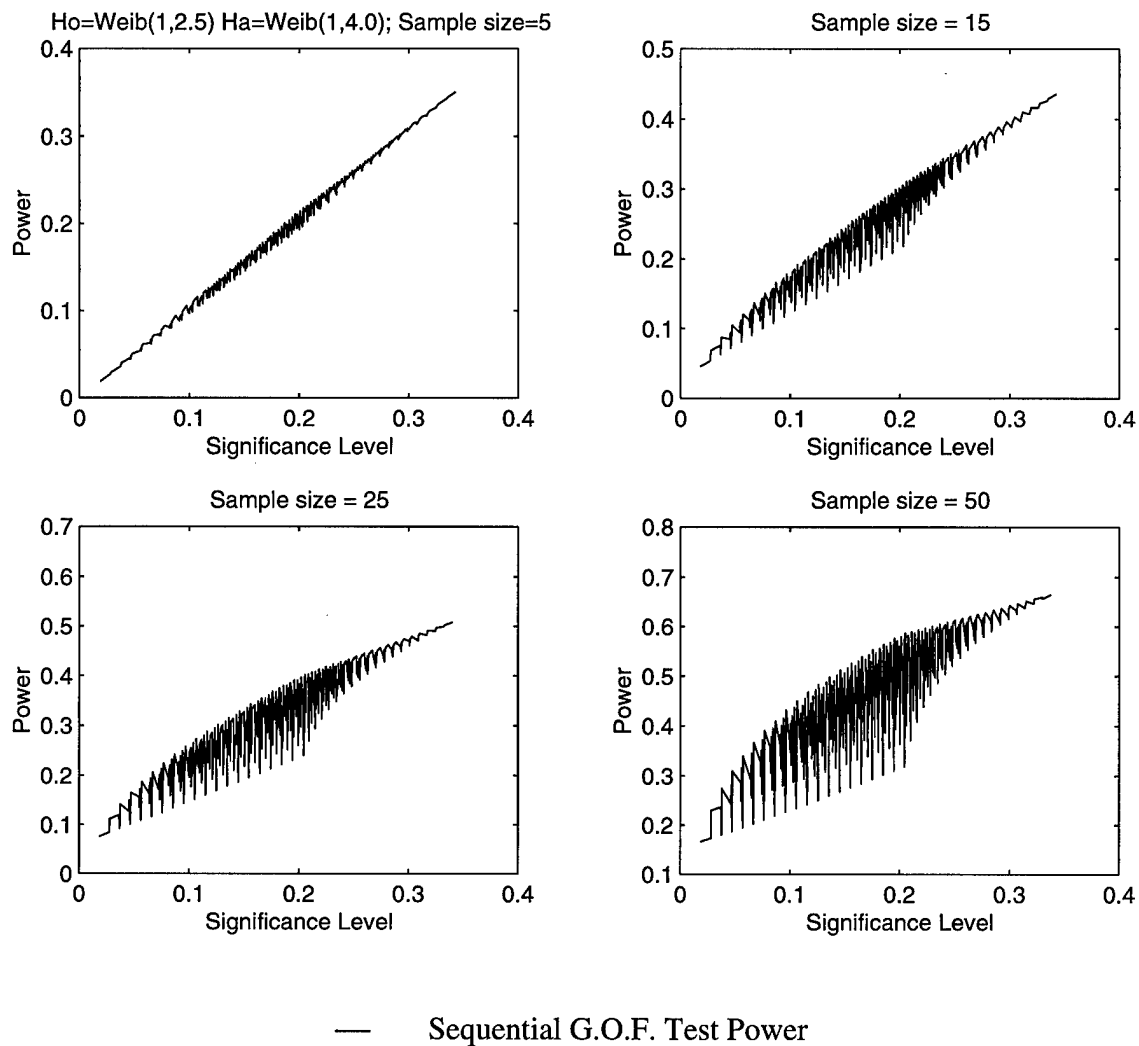 Ho=Weib(1,2.5) Ha=Weib(1,4.0); Sample size=5
0.4
0.3
0.2
0.1
0
Power
0 0.1 0.2 0.3 0.4
Significance Level
Sample size = 15
0.5
0.4
0.3
0.2
0.1
0
Power
0 0.1 0.2 0.3 0.4
Significance Level
Sample size = 25
0.7
0.6
0.5
0.4
0.3
0.2
0.1
0
Power
0 0.1 0.2 0.3 0.4
Significance Level
Sample size = 50
0.8
0.7
0.6
0.5
0.4
0.3
0.2
0.1
Power
0 0.1 0.2 0.3 0.4
Significance Level
Sequential G.O.F. Test Power